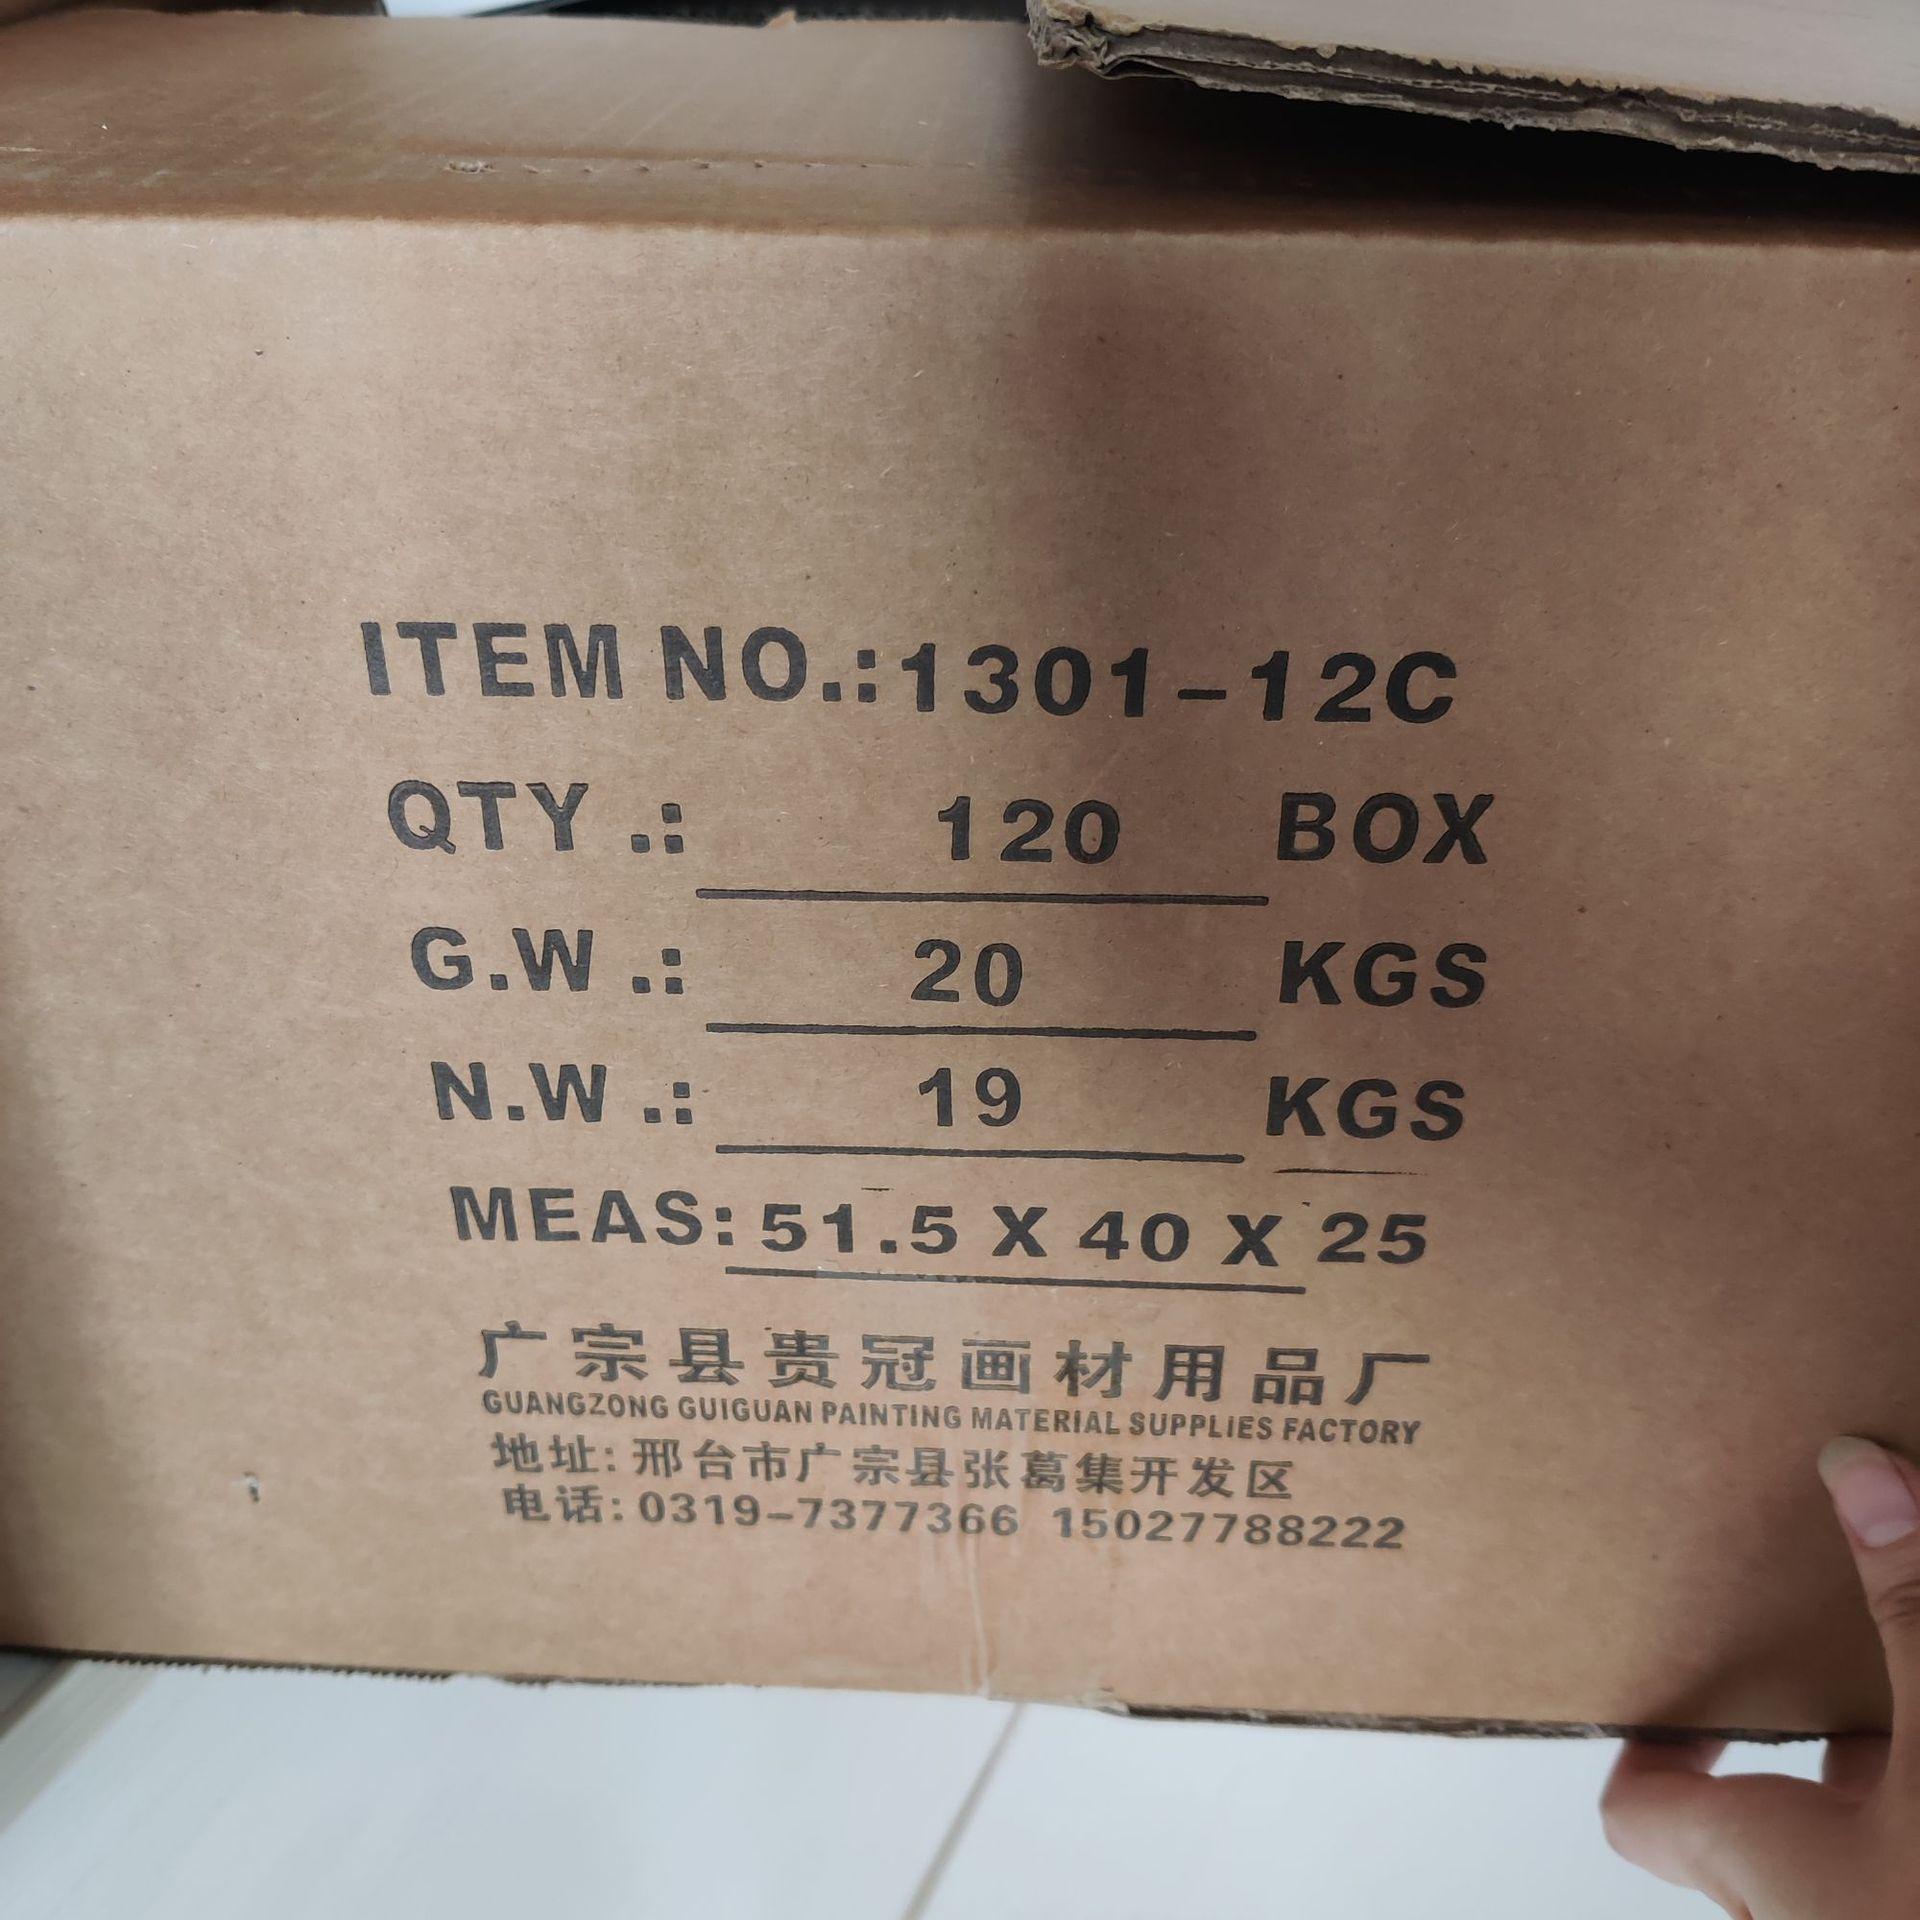 ITEM NO.:1301-12C
QTY .: 120 BOX
G.W .: 20 KGS
N.W .: 19 KGS
MEAS: 51.5 X 40 X 25
广宗县贵冠画材用品厂
GUANGZONG GUIGUAN PAINTING MATERIAL SUPPLIES FACTORY
地址: 邢台市广宗县张葛集开发区
电话: 0319-7377366 15027788222